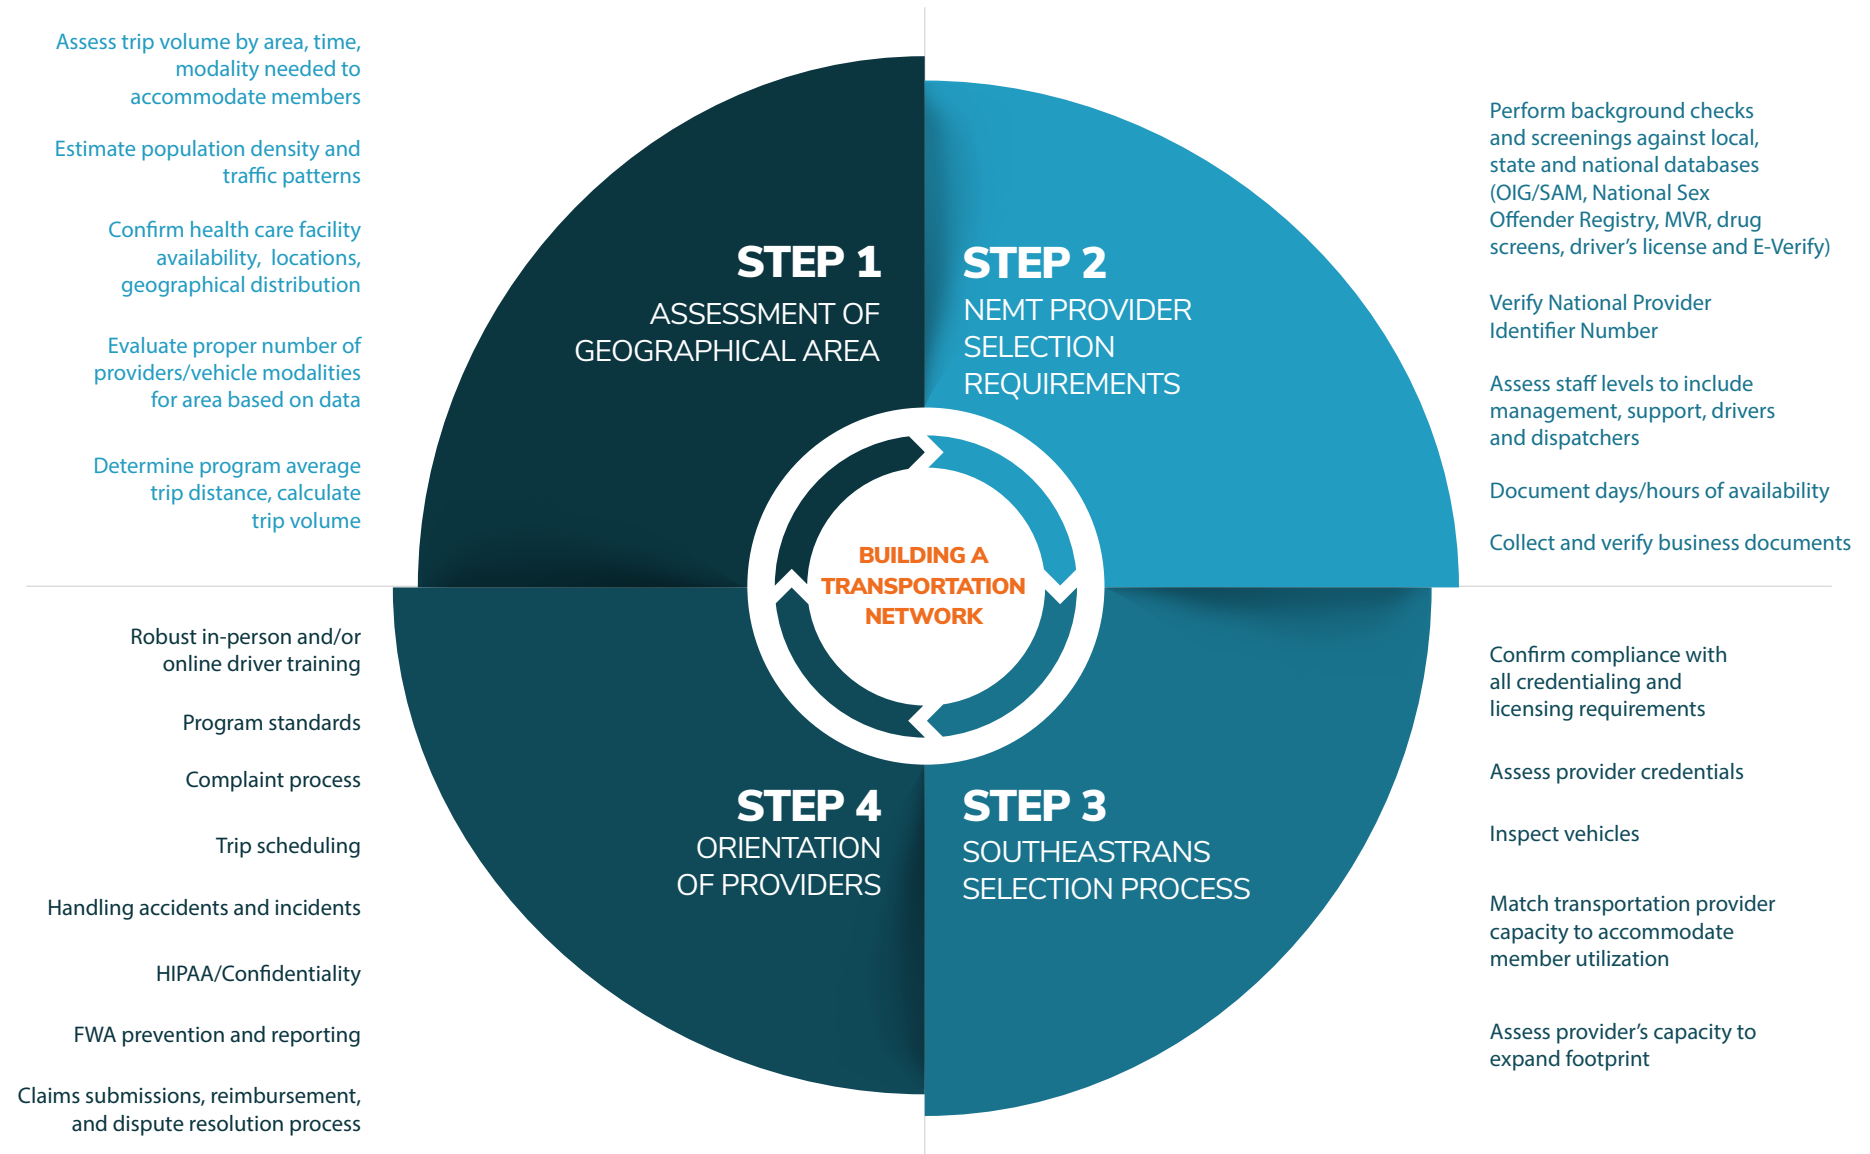 Assess trip volume by area, time,
modality needed to
accommodate members
Estimate population density and
traffic patterns
Confirm health care facility
availability, locations,
geographical distribution
Evaluate proper number of
providers/vehicle modalities
for area based on data
Determine program average
trip distance, calculate
trip volume
STEP 1
ASSESSMENT OF
GEOGRAPHICAL AREA
STEP 2
NEMT PROVIDER
SELECTION
REQUIREMENTS
Perform background checks
and screenings against local,
state and national databases
(OIG/SAM, National Sex
Offender Registry, MVR, drug
screens, driver’s license and E-Verify)
Verify National Provider
Identifier Number
Assess staff levels to include
management, support, drivers
and dispatchers
Document days/hours of availability
Collect and verify business documents
BUILDING A
TRANSPORTATION
NETWORK
STEP 3
SOUTHEASTRANS
SELECTION PROCESS
Confirm compliance with
all credentialing and
licensing requirements
Assess provider credentials
Inspect vehicles
Match transportation provider
capacity to accommodate
member utilization
Assess provider’s capacity to
expand footprint
STEP 4
ORIENTATION
OF PROVIDERS
Robust in-person and/or
online driver training
Program standards
Complaint process
Trip scheduling
Handling accidents and incidents
HIPAA/Confidentiality
FWA prevention and reporting
Claims submissions, reimbursement,
and dispute resolution process